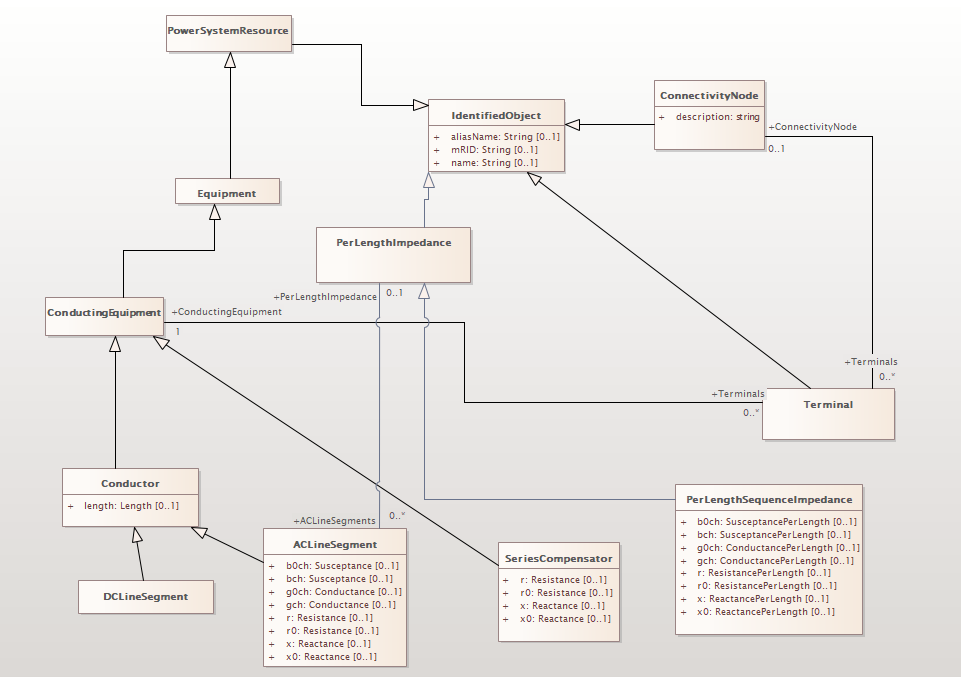 PowerSystemResource
ConnectivityNode
+ description: string
IdentifiedObject
+ aliasName: String [0..1]
+ mRID: String [0..1]
+ name: String [0..1]
+ConnectivityNode
0..1
Equipment
PerLengthImpedance
+PerLengthImpedance
0..1
ConductingEquipment
+ConductingEquipment
1
+Terminals
0..*
+Terminals
0..*
Terminal
Conductor
+ length: Length [0..1]
PerLengthSequenceImpedance
+ b0ch: SusceptancePerLength [0..1]
+ bch: SusceptancePerLength [0..1]
+ g0ch: ConductancePerLength [0..1]
+ gch: ConductancePerLength [0..1]
+ r: ResistancePerLength [0..1]
+ r0: ResistancePerLength [0..1]
+ x: ReactancePerLength [0..1]
+ x0: ReactancePerLength [0..1]
+ACLineSegments
0..*
ACLineSegment
+ b0ch: Susceptance [0..1]
+ bch: Susceptance [0..1]
+ g0ch: Conductance [0..1]
+ gch: Conductance [0..1]
+ r: Resistance [0..1]
+ r0: Resistance [0..1]
+ x: Reactance [0..1]
+ x0: Reactance [0..1]
SeriesCompensator
+ r: Resistance [0..1]
+ r0: Resistance [0..1]
+ x: Reactance [0..1]
+ x0: Reactance [0..1]
DCLineSegment